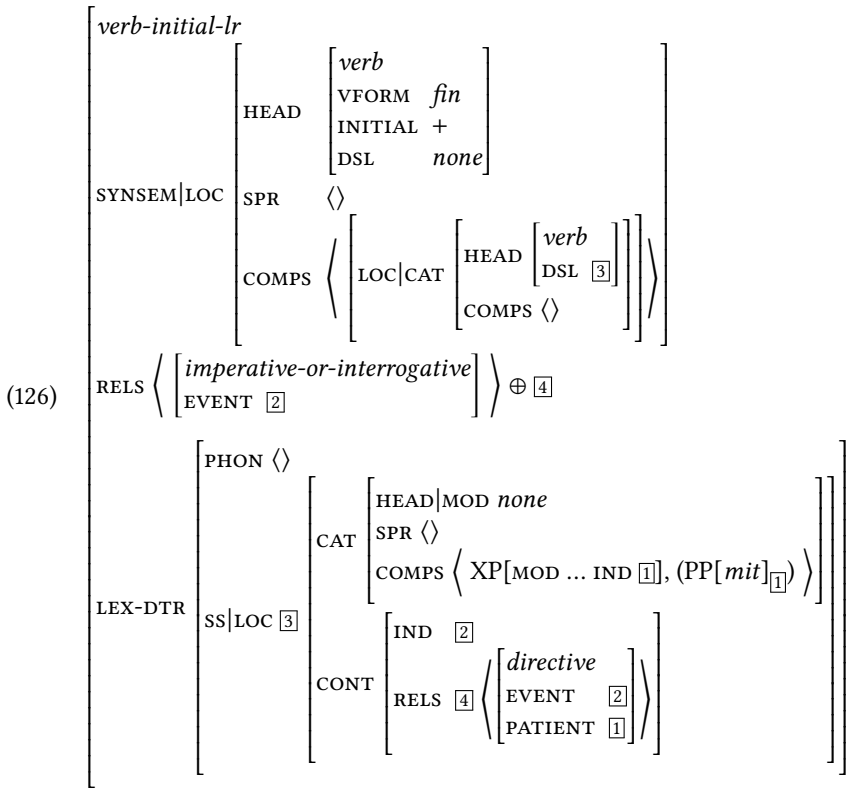 verb-initial-lr
SYNSEM|LOC
HEAD
verb
VFORM fin
INITIAL +
DSL none
SPR ⟨⟩
COMPS ⟨ [LOC|CAT [HEAD [verb
DSL 3]
COMPS ⟨⟩]] ⟩
(126)
RELS ⟨ [imperative-or-interrogative
EVENT 2] ⟩ ⊕ 4
LEX-DTR
PHON ⟨⟩
SS|LOC 3
CAT
HEAD|MOD none
SPR ⟨⟩
COMPS ⟨ XP[MOD … IND 1], (PP[mit]1) ⟩
CONT
IND 2
RELS 4 ⟨ [directive
EVENT 2
PATIENT 1] ⟩